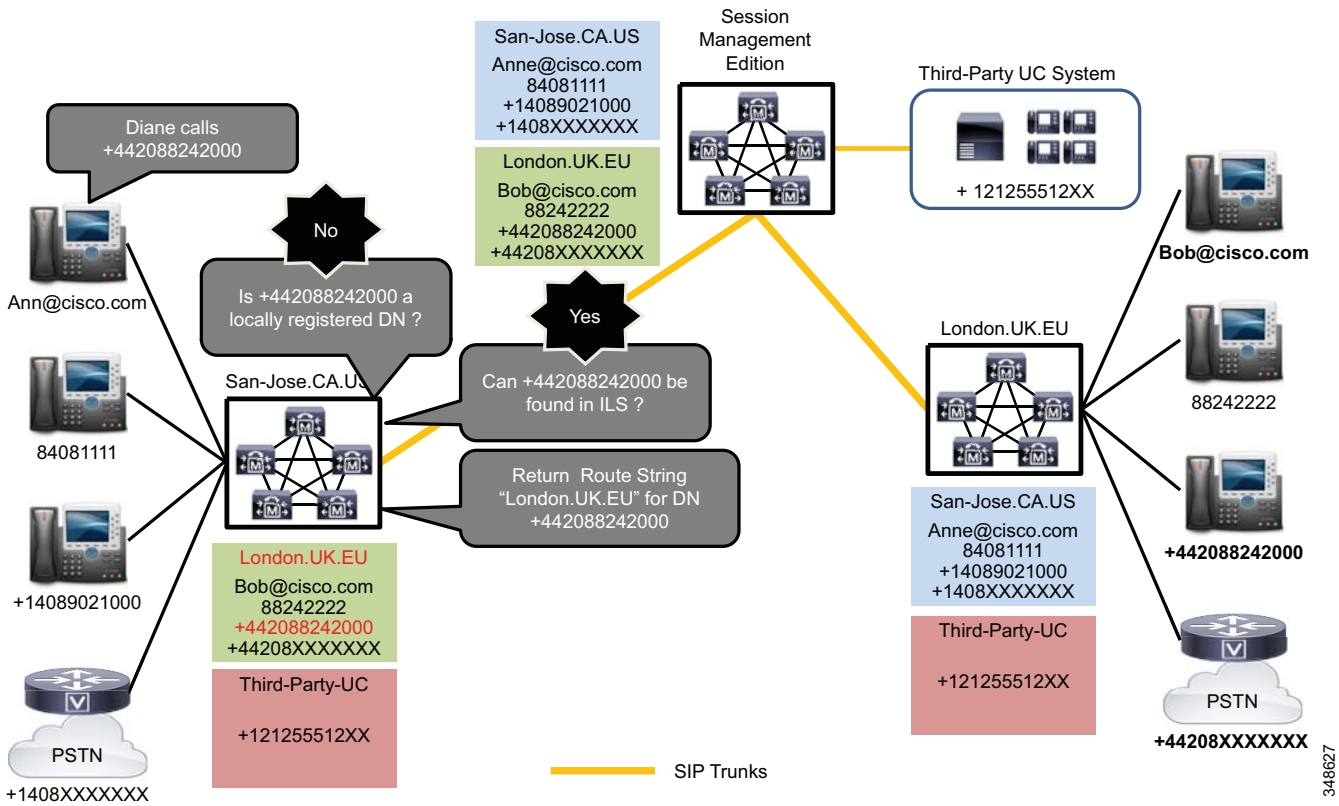 Session
Management
Edition
San-Jose.CA.US
Anne@cisco.com
84081111
+14089021000
+1408XXXXXXX
London.UK.EU
Bob@cisco.com
88242222
+442088242000
+44208XXXXXXX
Third-Party UC System
+ 121255512XX
Diane calls
+442088242000
Ann@cisco.com
84081111
+14089021000
PSTN
+1408XXXXXXX
No
Is +442088242000 a
locally registered DN ?
San-Jose.CA.US
M
M
M
M
M
Yes
Can +442088242000 be
found in ILS ?
Return Route String
“London.UK.EU” for DN
+442088242000
London.UK.EU
Bob@cisco.com
88242222
+442088242000
+44208XXXXXXX
Third-Party-UC
+121255512XX
M
M
M
M
M
London.UK.EU
M
M
M
M
M
San-Jose.CA.US
Anne@cisco.com
84081111
+14089021000
+1408XXXXXXX
Third-Party-UC
+121255512XX
Bob@cisco.com
88242222
+442088242000
V
PSTN
+44208XXXXXXX
V
SIP Trunks
348627